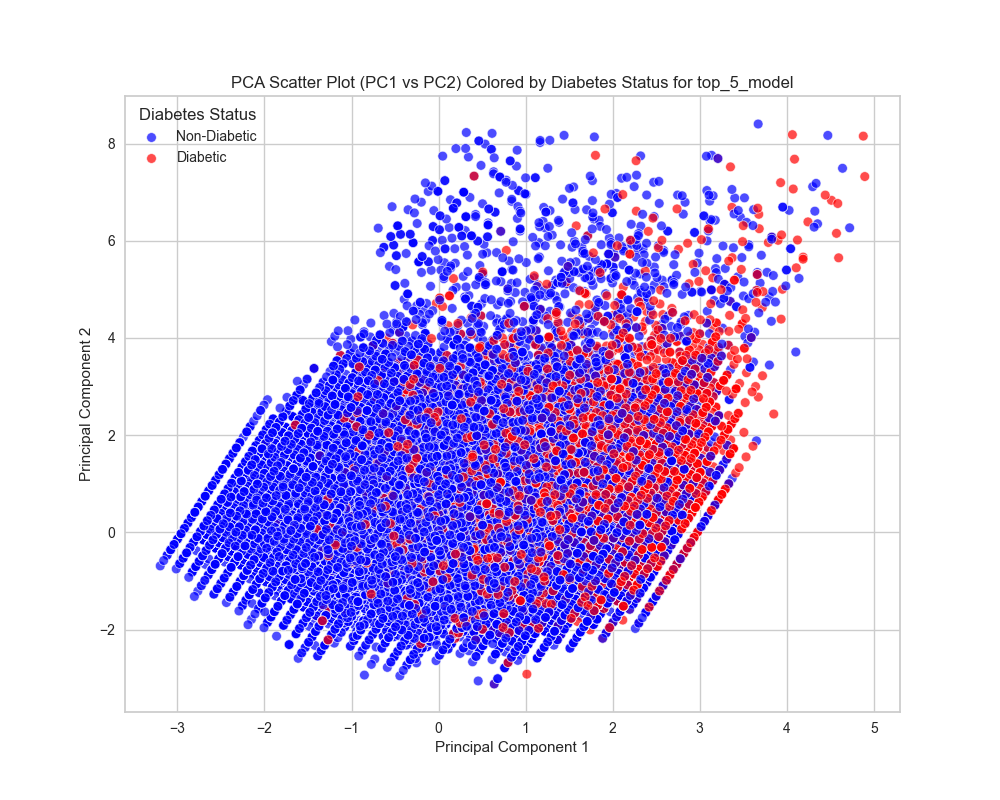 PCA Scatter Plot (PC1 vs PC2) Colored by Diabetes Status for top_5_model
Diabetes Status
Non-Diabetic
Diabetic
Principal Component 2
8
6
4
2
0
−2
−3 −2 −1 0 1 2 3 4 5
Principal Component 1